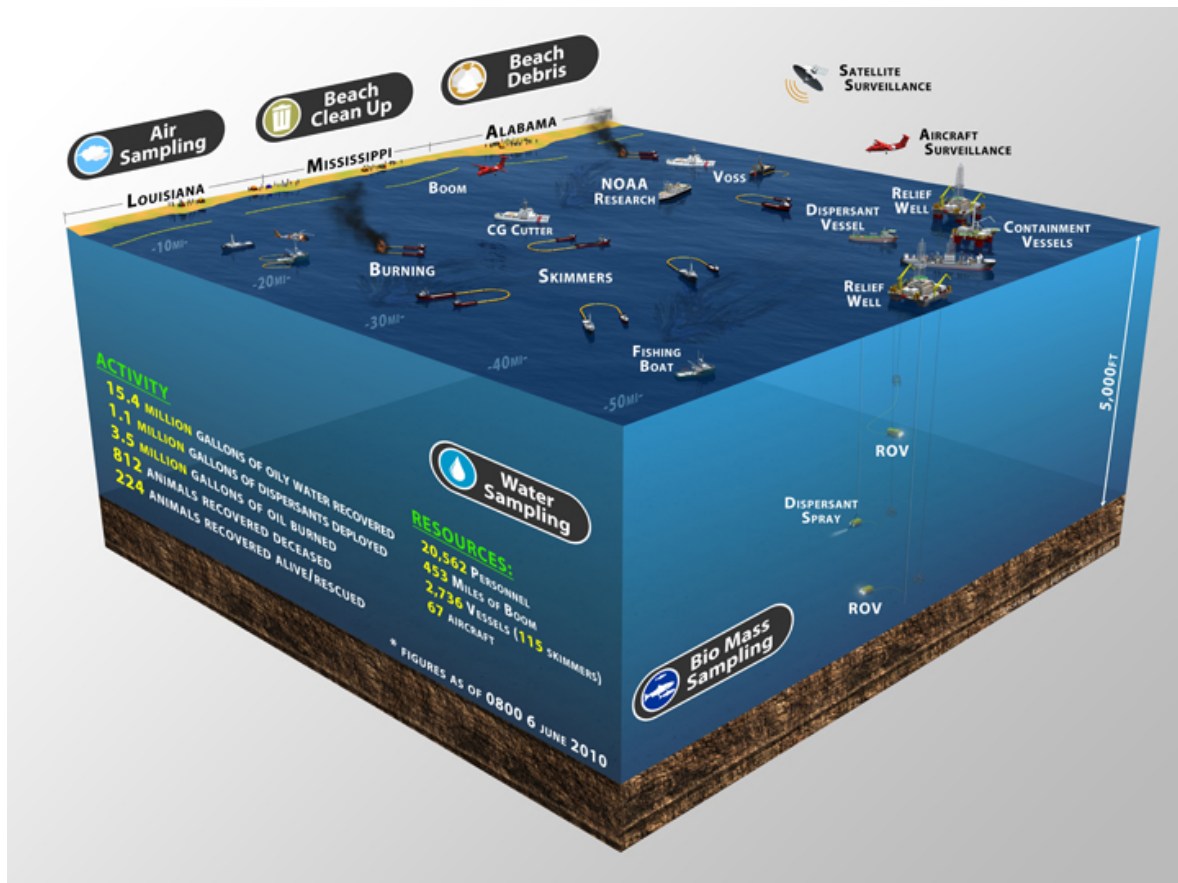 Air
Sampling
Beach
Clean Up
Beach
Debris
Satellite
Surveillance
Aircraft
Surveillance
Louisiana
Mississippi
Alabama
Boom
NOAA
Research
Voss
Relief
Well
Dispersant
Vessel
Containment
Vessels
CG Cutter
Burning
Skimmers
Relief
Well
Fishing
Boat
-10mi-
-20mi-
-30mi-
-40mi-
-50mi-
5,000ft
Activity
15.4 million gallons of oily water recovered
1.1 million gallons of dispersants deployed
3.5 million gallons of oil burned
812 animals recovered deceased
224 animals recovered alive/rescued
Water
Sampling
Resources:
20,562 Personnel
453 Miles of Boom
2,736 Vessels (115 skimmers)
67 aircraft
* figures as of 0800 6 june 2010
ROV
Dispersant
Spray
ROV
Bio Mass
Sampling